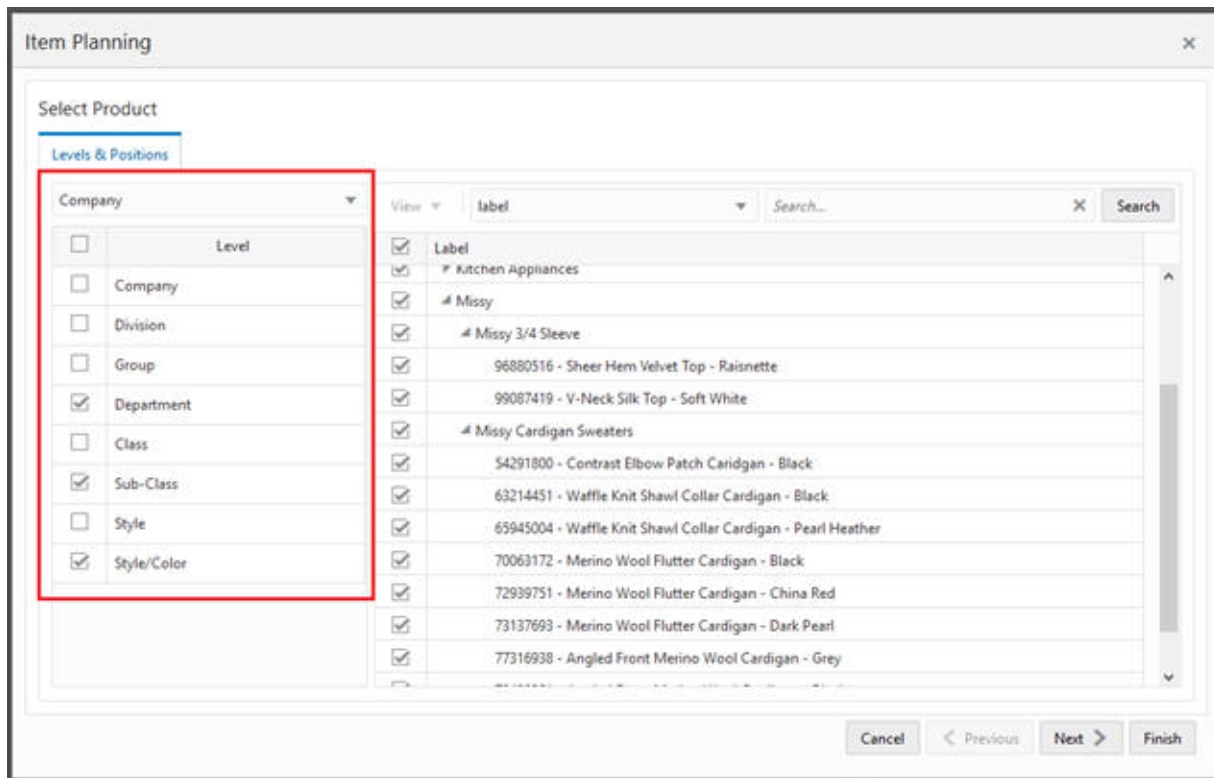 Item Planning
Select Product
Levels & Positions
Company
View
label
Search...
Search
Level
Label
Company
Division
Group
Department
Class
Sub-Class
Style
Style/Color
Kitchen Appliances
Missy
Missy 3/4 Sleeve
96880516 - Sheer Hem Velvet Top - Raisnette
99087419 - V-Neck Silk Top - Soft White
Missy Cardigan Sweaters
54291800 - Contrast Elbow Patch Caridgan - Black
63214451 - Waffle Knit Shawl Collar Cardigan - Black
65945004 - Waffle Knit Shawl Collar Cardigan - Pearl Heather
70063172 - Merino Wool Flutter Cardigan - Black
72939751 - Merino Wool Flutter Cardigan - China Red
73137693 - Merino Wool Flutter Cardigan - Dark Pearl
77316938 - Angled Front Merino Wool Cardigan - Grey
Cancel
Previous
Next
Finish